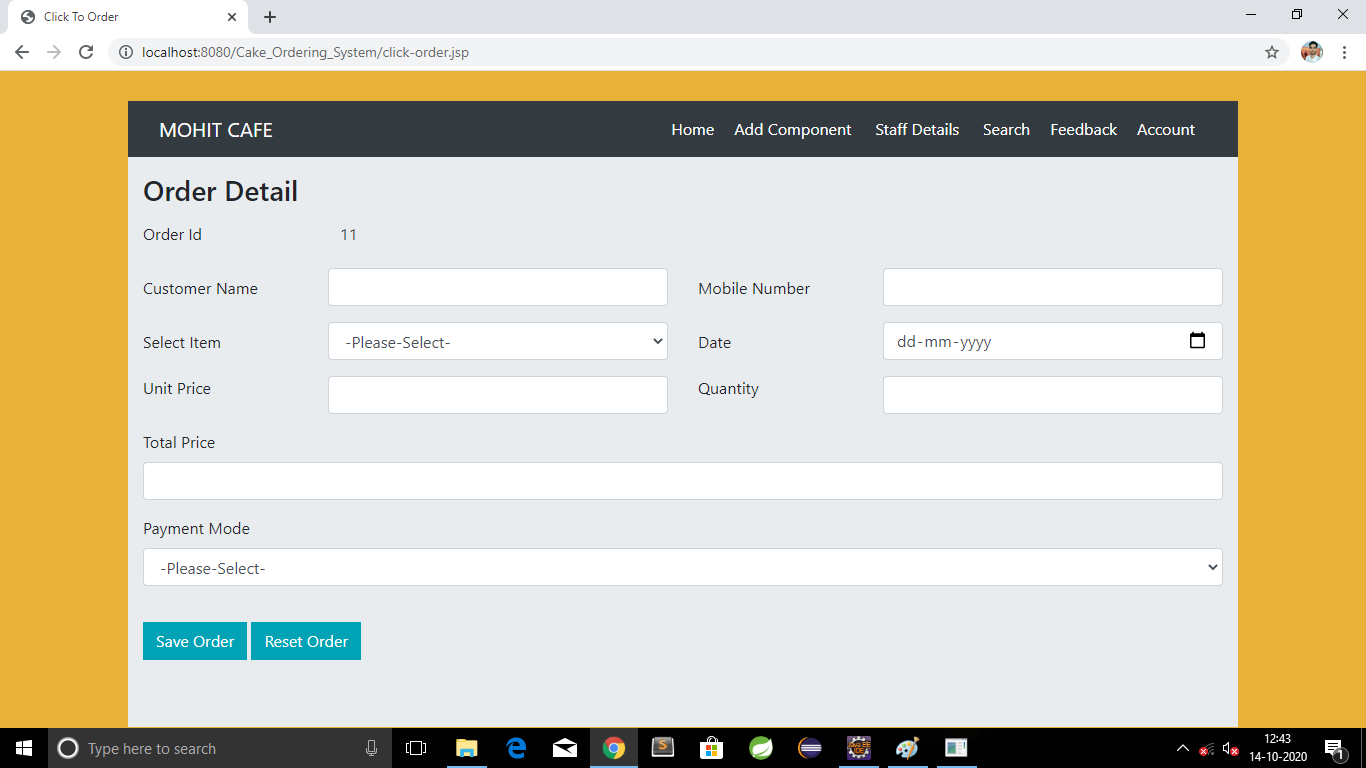 Click To Order
localhost:8080/Cake_Ordering_System/click-order.jsp
MOHIT CAFE Home Add Component Staff Details Search Feedback Account
Order Detail
Order Id 11
Customer Name Mobile Number
Select Item -Please-Select- Date dd-mm-yyyy
Unit Price Quantity
Total Price
Payment Mode
-Please-Select-
Save Order Reset Order
Type here to search
12:43
14-10-2020
1